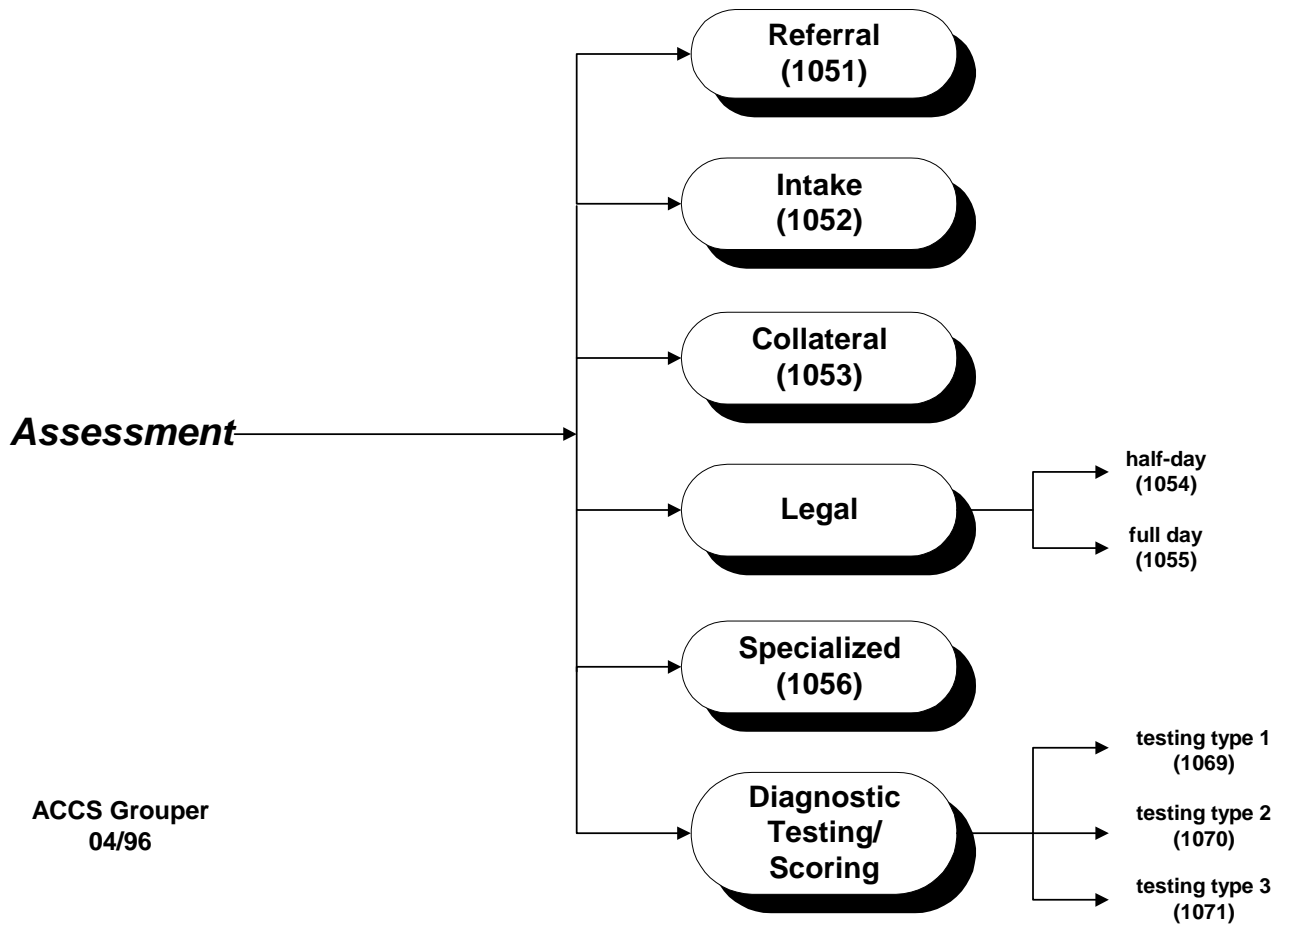 Referral
(1051)
Intake
(1052)
Collateral
(1053)
Assessment
Legal
half-day
(1054)
full day
(1055)
Specialized
(1056)
Diagnostic
Testing/
Scoring
testing type 1
(1069)
testing type 2
(1070)
testing type 3
(1071)
ACCS Grouper
04/96